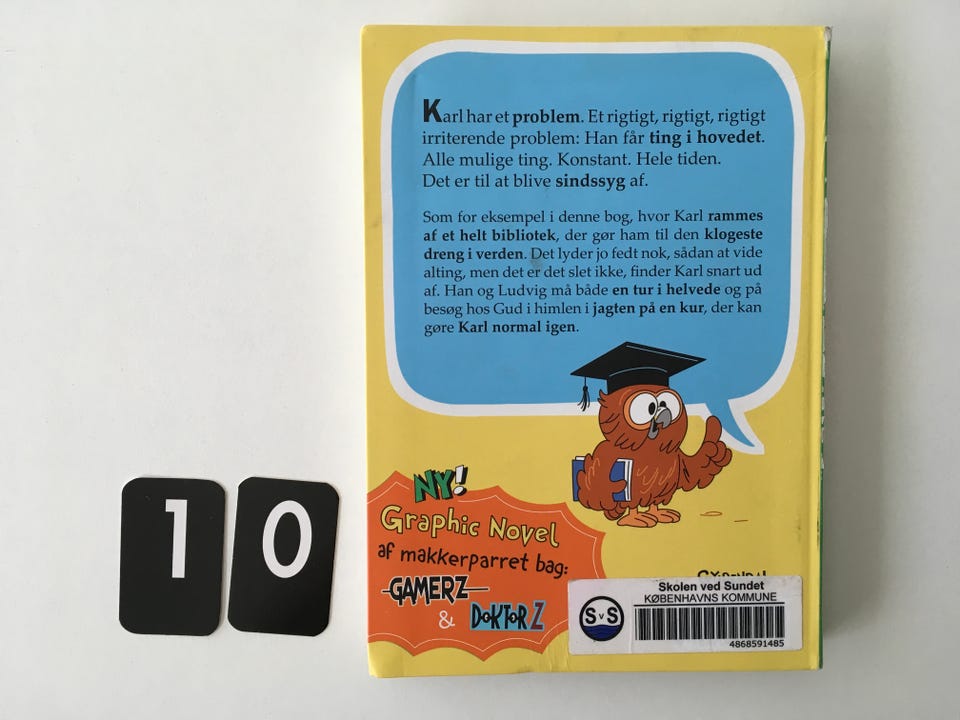 Karl har et problem. Et rigtigt, rigtigt, rigtigt
irriterende problem: Han får ting i hovedet.
Alle mulige ting. Konstant. Hele tiden.
Det er til at blive sindssyg af.
Som for eksempel i denne bog, hvor Karl rammes
af et helt bibliotek, der gør ham til den klogeste
dreng i verden. Det lyder jo fedt nok, sådan at vide
alting, men det er det slet ikke, finder Karl snart ud
af. Han og Ludvig må både en tur i helvede og på
besøg hos Gud i himlen i jagten på en kur, der kan
gøre Karl normal igen.
NY!
Graphic Novel
af makkerparret bag:
GAMERZ
& DOKTOR Z
Skolen ved Sundet
KØBENHAVNS KOMMUNE
SvS
4868591485
10